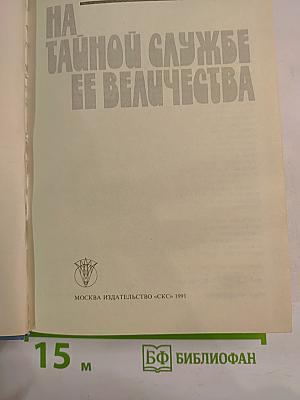 НА
ТАЙНОЙ СЛУЖБЕ
ЕЕ ВЕЛИЧЕСТВА
МОСКВА ИЗДАТЕЛЬСТВО «СКС» 1991
15 м
БФ БИБЛИОФАН